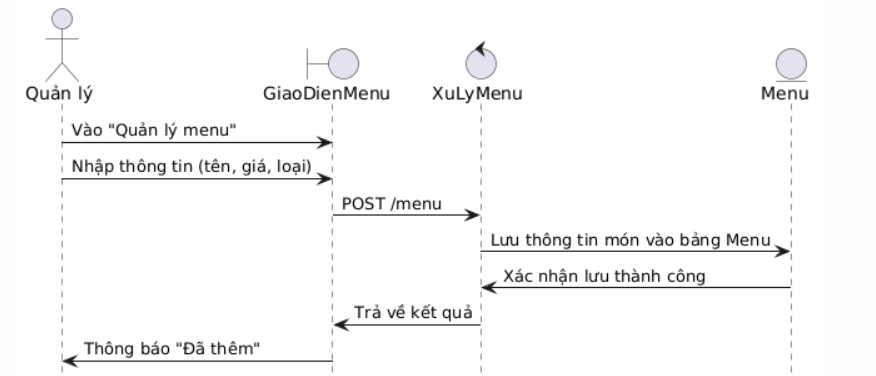 Quản lý
GiaoDienMenu
XuLyMenu
Menu
Vào "Quản lý menu"
Nhập thông tin (tên, giá, loại)
POST /menu
Lưu thông tin món vào bảng Menu
Xác nhận lưu thành công
Trả về kết quả
Thông báo "Đã thêm"